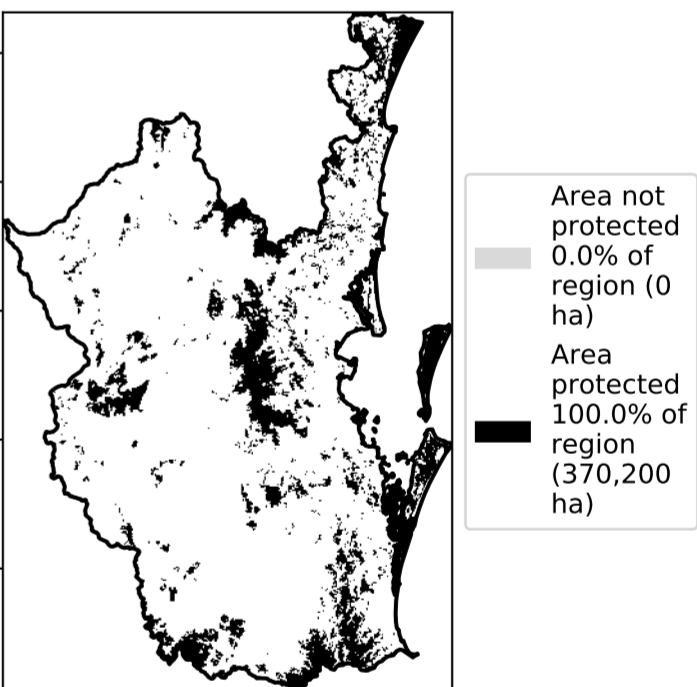 Area not
protected
0.0% of
region (0
ha)
Area
protected
100.0% of
region
(370,200
ha)